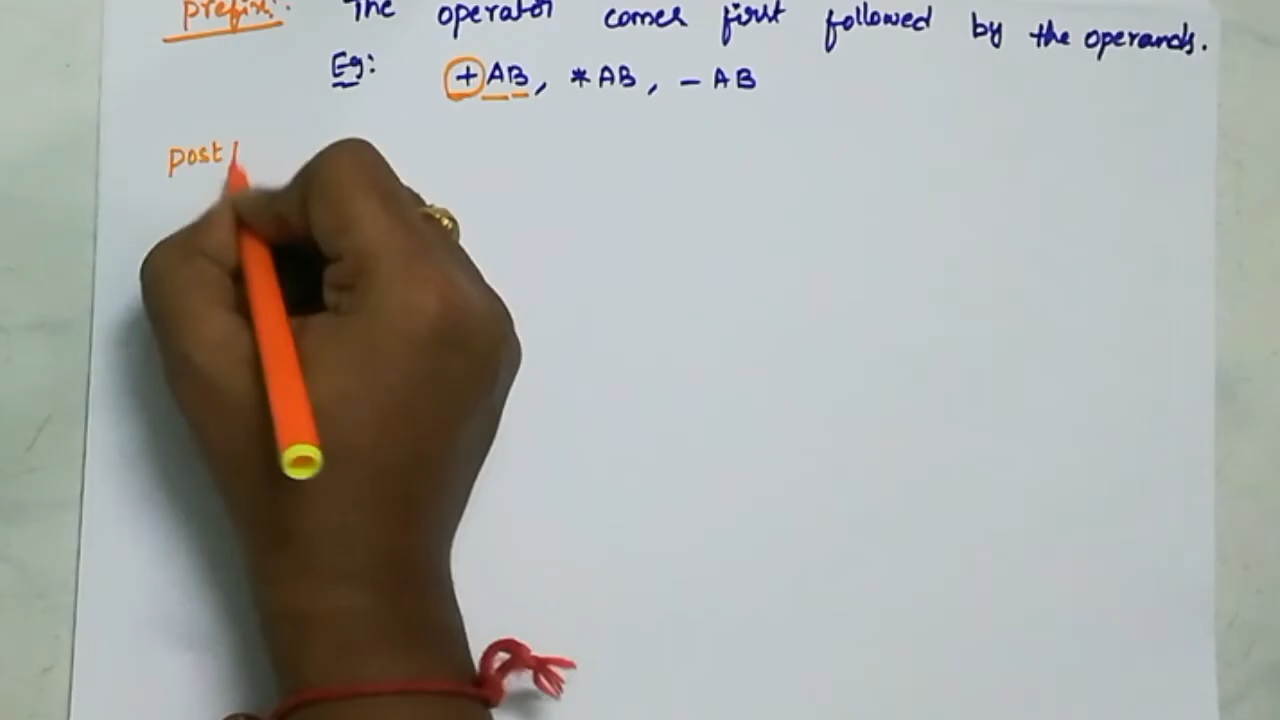 prefix: The operator comes first followed by the operands.
Eg: +AB, *AB, -AB
post